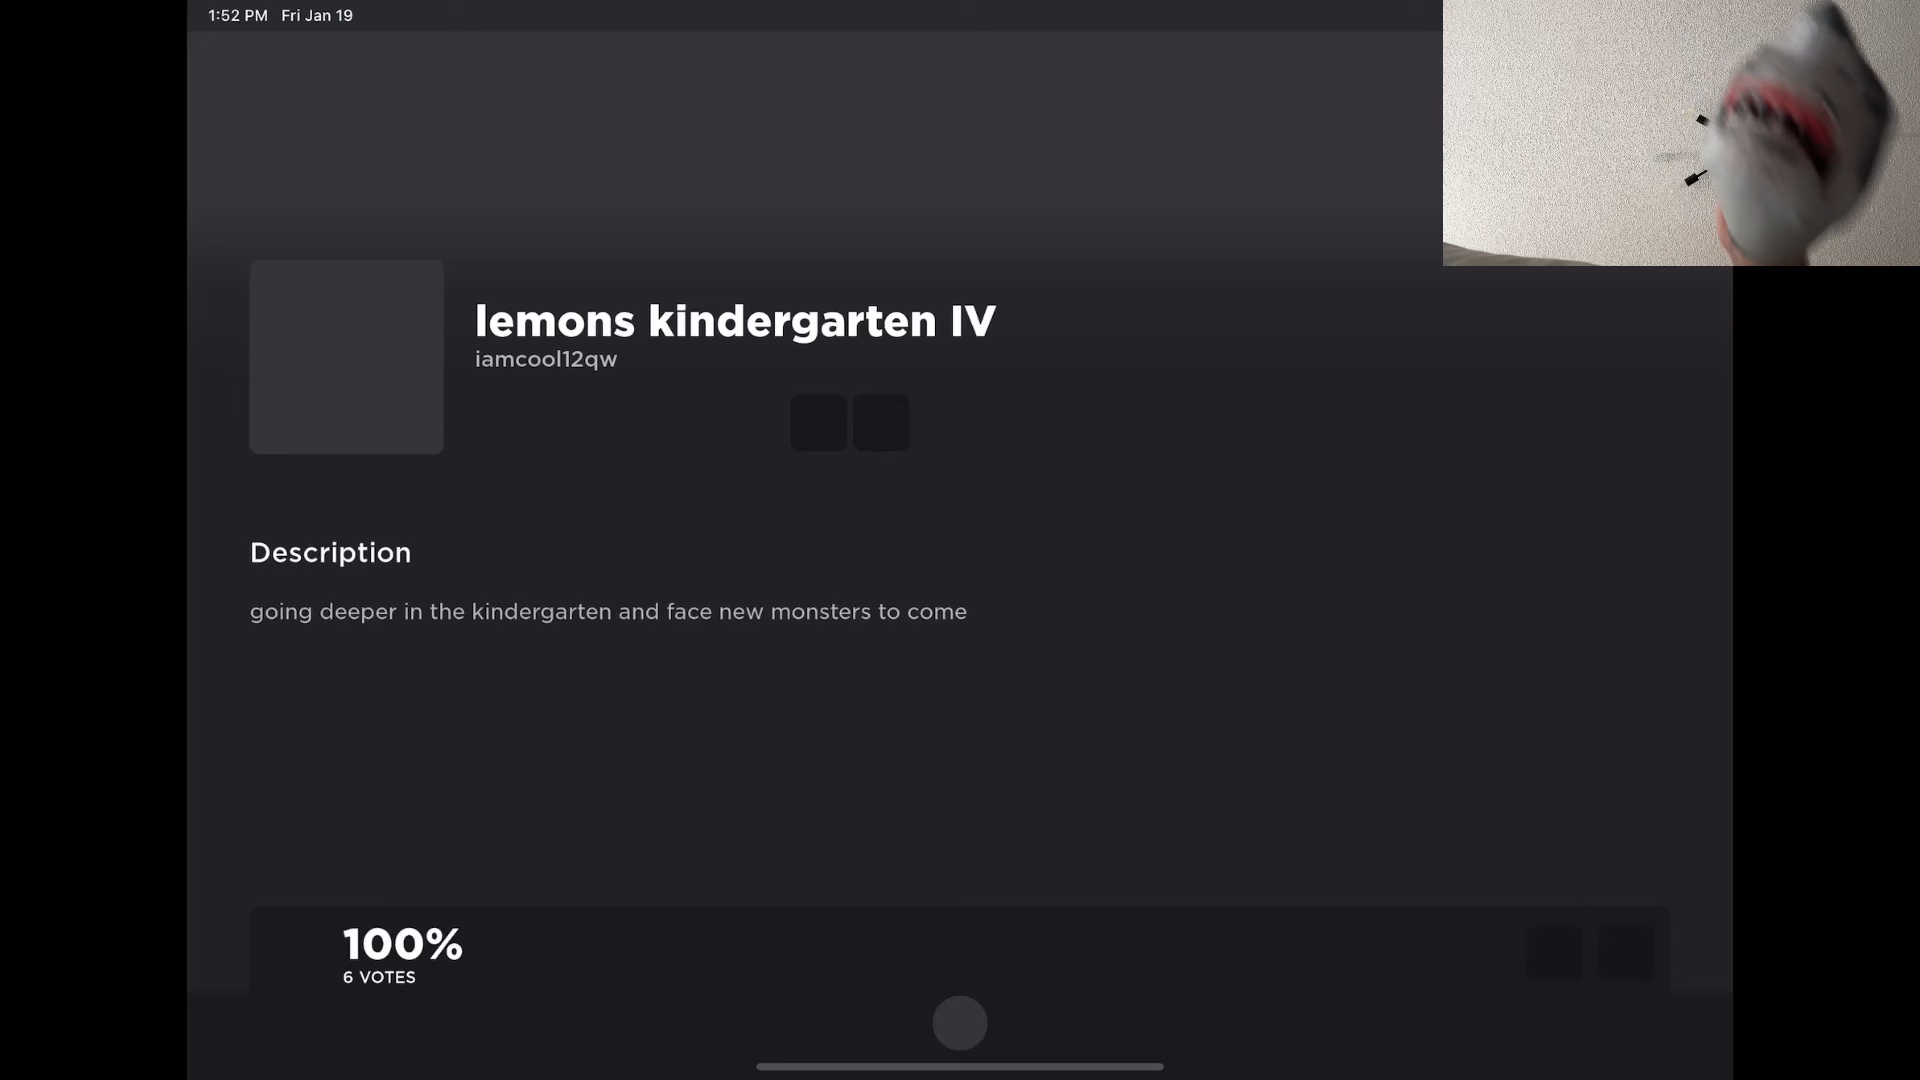 1:52 PM Fri Jan 19
lemons kindergarten IV
iamcool12qw
Description
going deeper in the kindergarten and face new monsters to come
100%
6 VOTES